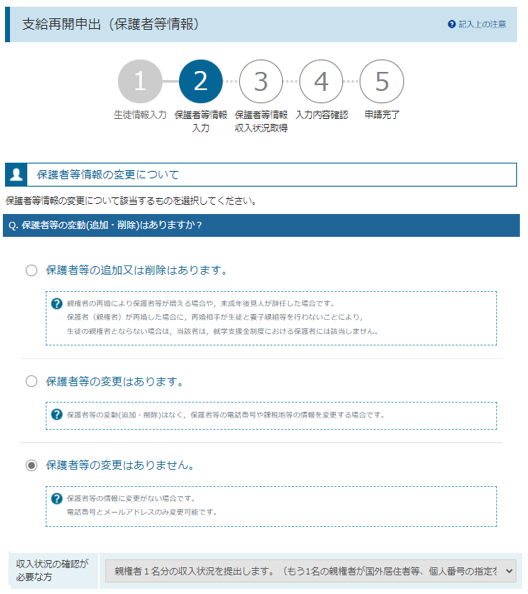 支給再開申出（保護者等情報）
? 記入上の注意
1 2 3 4 5
生徒情報入力 保護者等情報 保護者等情報 入力内容確認 申請完了
入力 収入状況取得
保護者等情報の変更について
保護者等情報の変更について該当するものを選択してください。
Q. 保護者等の変動(追加・削除)はありますか？
保護者等の追加又は削除はあります。
? 親権者の再婚により保護者等が増える場合や，未成年後見人が辞任した場合です。
保護者（親権者）が再婚した場合に，再婚相手が生徒と養子縁組等を行わないことにより，
生徒の親権者とならない場合は，当該者は，就学支援金制度における保護者には該当しません。
保護者等の変更はあります。
? 保護者等の変動(追加・削除)はなく，保護者等の電話番号や課税地等の情報を変更する場合です。
保護者等の変更はありません。
? 保護者等の情報に変更がない場合です。
電話番号とメールアドレスのみ変更可能です。
収入状況の確認が
必要な方
親権者１名分の収入状況を提出します。（もう1名の親権者が国外居住者等、個人番号の指定を